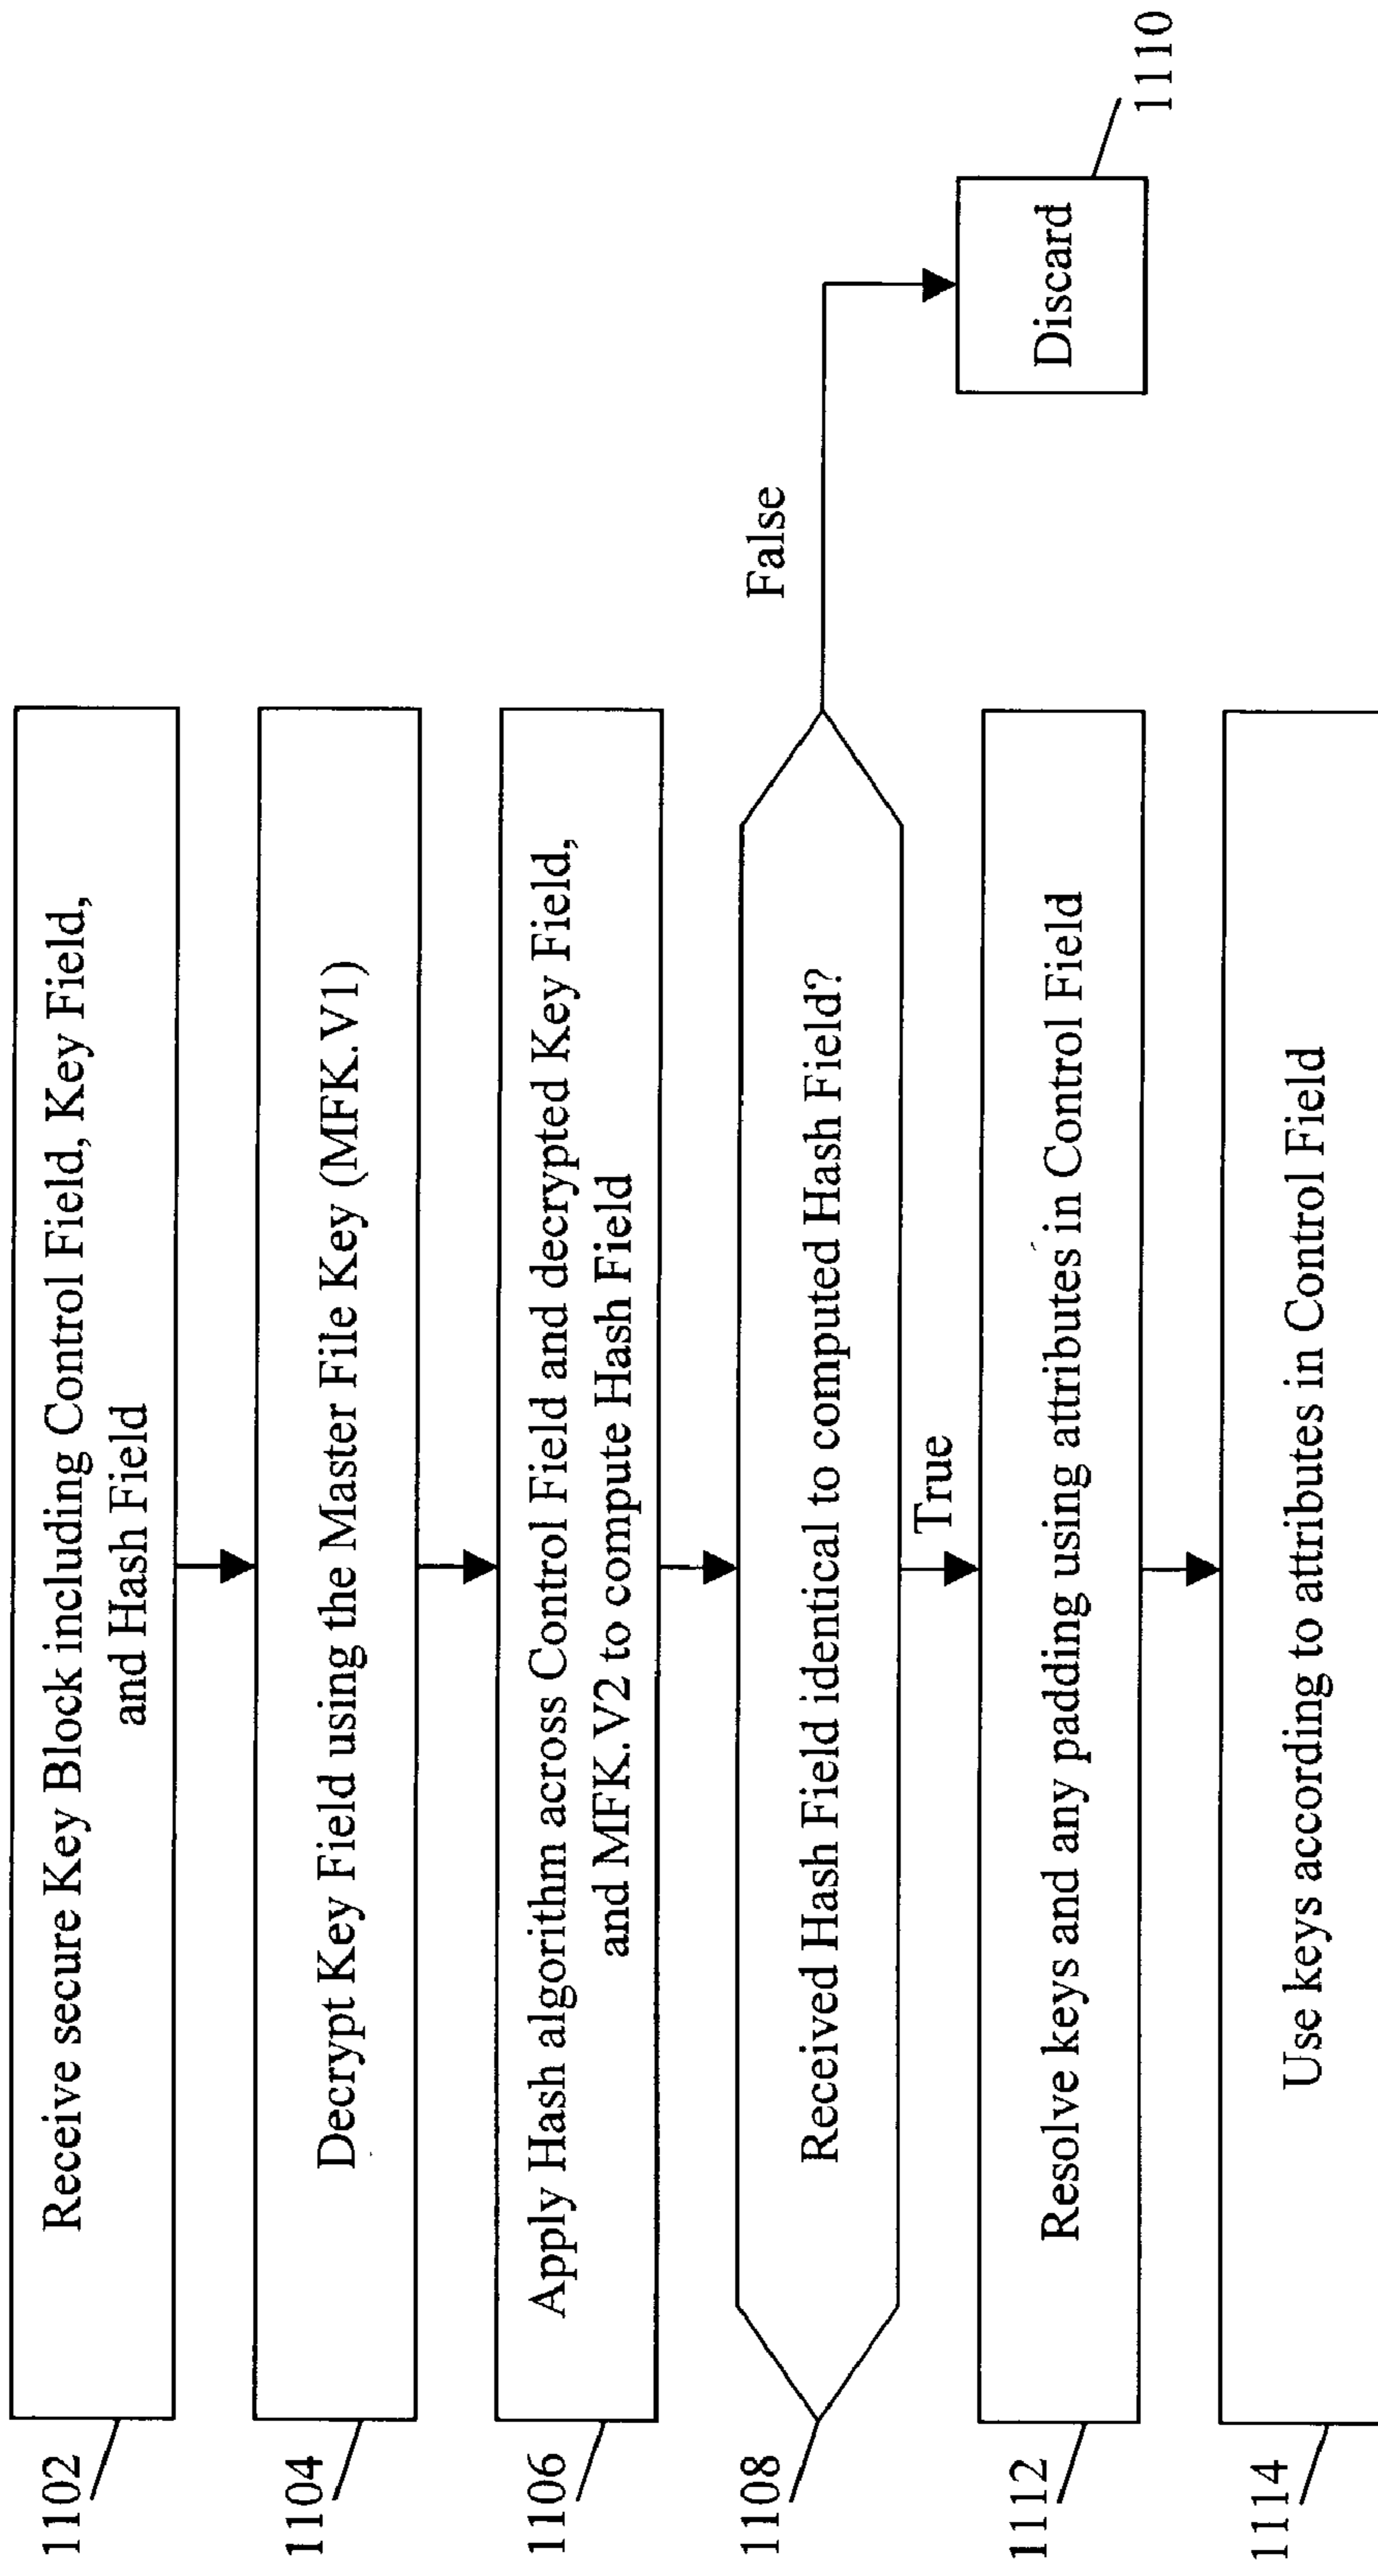 1102
Receive secure Key Block including Control Field, Key Field,
and Hash Field
1104
Decrypt Key Field using the Master File Key (MFK.V1)
1106
Apply Hash algorithm across Control Field and decrypted Key Field,
and MFK.V2 to compute Hash Field
1108
Received Hash Field identical to computed Hash Field?
False
True
Discard
1110
1112
Resolve keys and any padding using attributes in Control Field
1114
Use keys according to attributes in Control Field